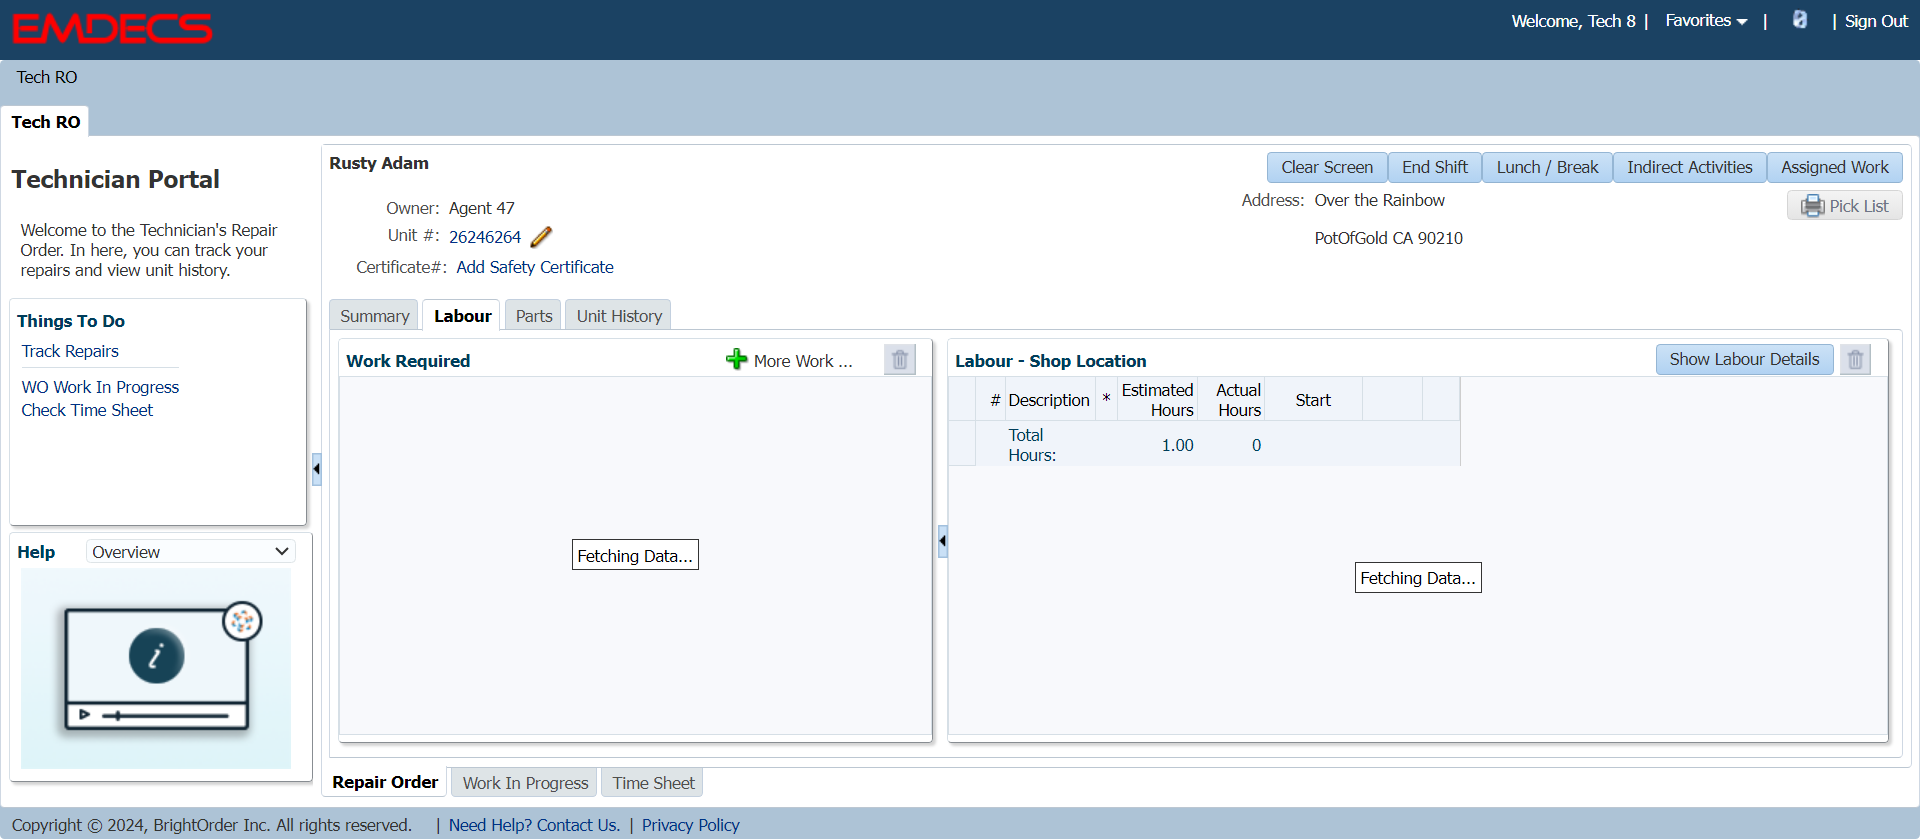 EMDECS
Welcome, Tech 8 | Favorites | | Sign Out
Tech RO
Tech RO
Technician Portal
Welcome to the Technician's Repair
Order. In here, you can track your
repairs and view unit history.
Things To Do
Track Repairs
WO Work In Progress
Check Time Sheet
Help Overview
i
Rusty Adam
Clear Screen End Shift Lunch / Break Indirect Activities Assigned Work
Owner: Agent 47
Unit #: 26246264
Certificate#: Add Safety Certificate
Address: Over the Rainbow
PotOfGold CA 90210
Pick List
Summary Labour Parts Unit History
Work Required More Work ...
Fetching Data...
Labour - Shop Location Show Labour Details
# Description * Estimated Hours Actual Hours Start
Total Hours: 1.00 0
Fetching Data...
Repair Order Work In Progress Time Sheet
Copyright © 2024, BrightOrder Inc. All rights reserved. | Need Help? Contact Us. | Privacy Policy